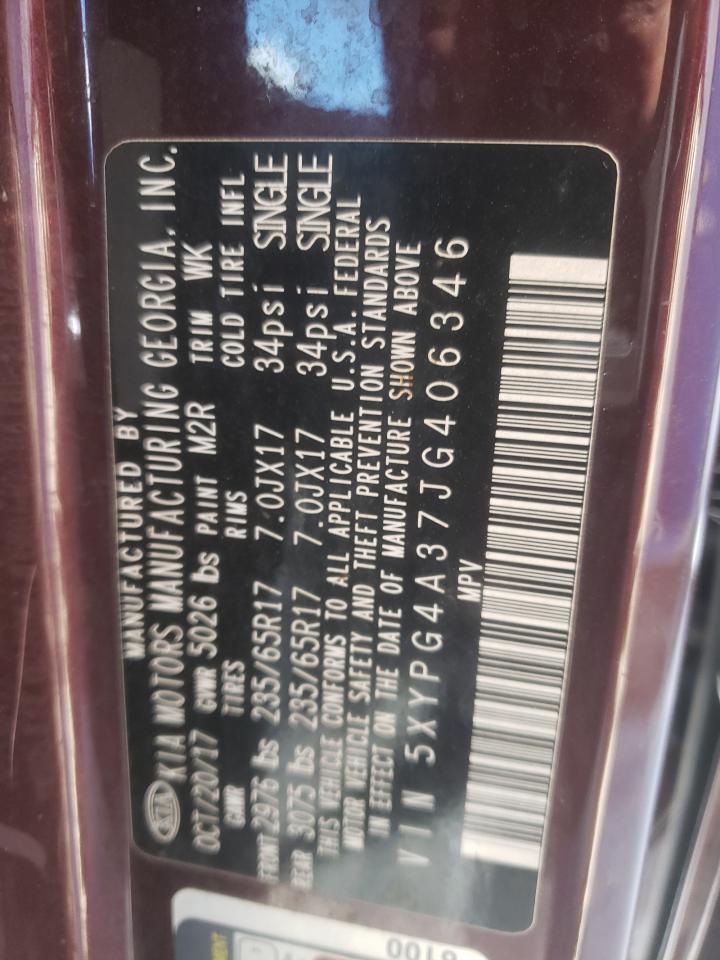 MANUFACTURED BY
KIA KIA MOTORS MANUFACTURING GEORGIA, INC.
OCT/20/17 GVWR 5026 lbs PAINT M2R TRIM WK
GAWR TIRES RIMS COLD TIRE INFL
FRONT 2976 lbs 235/65R17 7.0JX17 34psi SINGLE
REAR 3075 lbs 235/65R17 7.0JX17 34psi SINGLE
THIS VEHICLE CONFORMS TO ALL APPLICABLE U.S.A. FEDERAL
MOTOR VEHICLE SAFETY AND THEFT PREVENTION STANDARDS
IN EFFECT ON THE DATE OF MANUFACTURE SHOWN ABOVE
VIN 5XYPG4A37JG406346
MPV